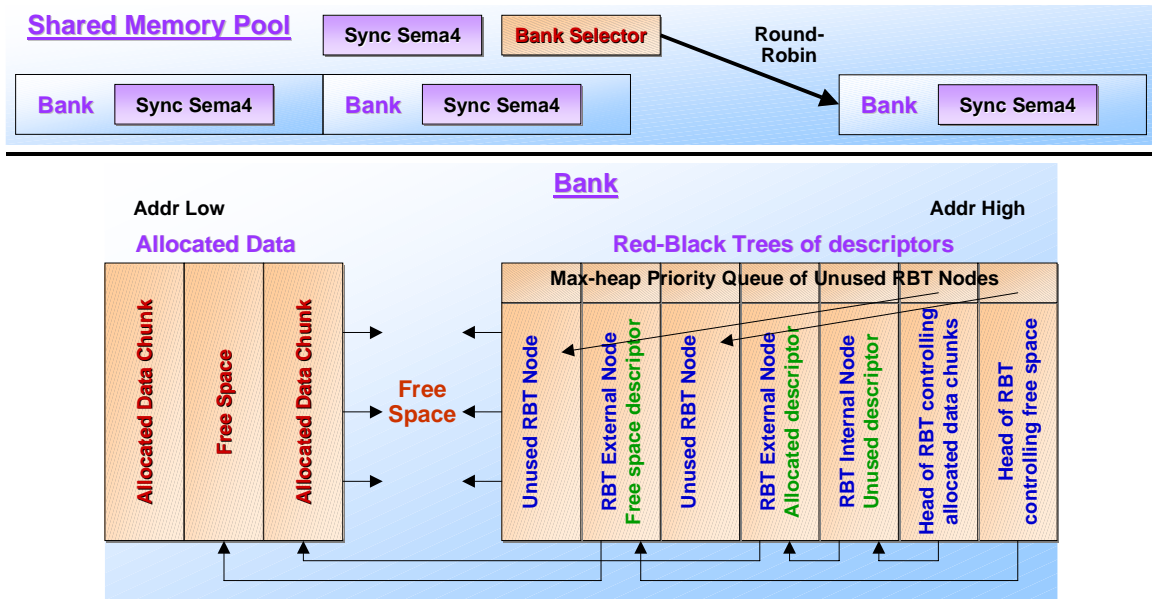 Shared Memory Pool
Sync Sema4
Bank Selector
Round-
Robin
Bank
Sync Sema4
Bank
Sync Sema4
Bank
Sync Sema4
Bank
Addr Low
Addr High
Allocated Data
Red-Black Trees of descriptors
Max-heap Priority Queue of Unused RBT Nodes
Allocated Data Chunk
Free Space
Allocated Data Chunk
Free
Space
Unused RBT Node
RBT External Node
Free space descriptor
Unused RBT Node
RBT External Node
Allocated descriptor
RBT Internal Node
Unused descriptor
Head of RBT controlling
allocated data chunks
Head of RBT
controlling free space